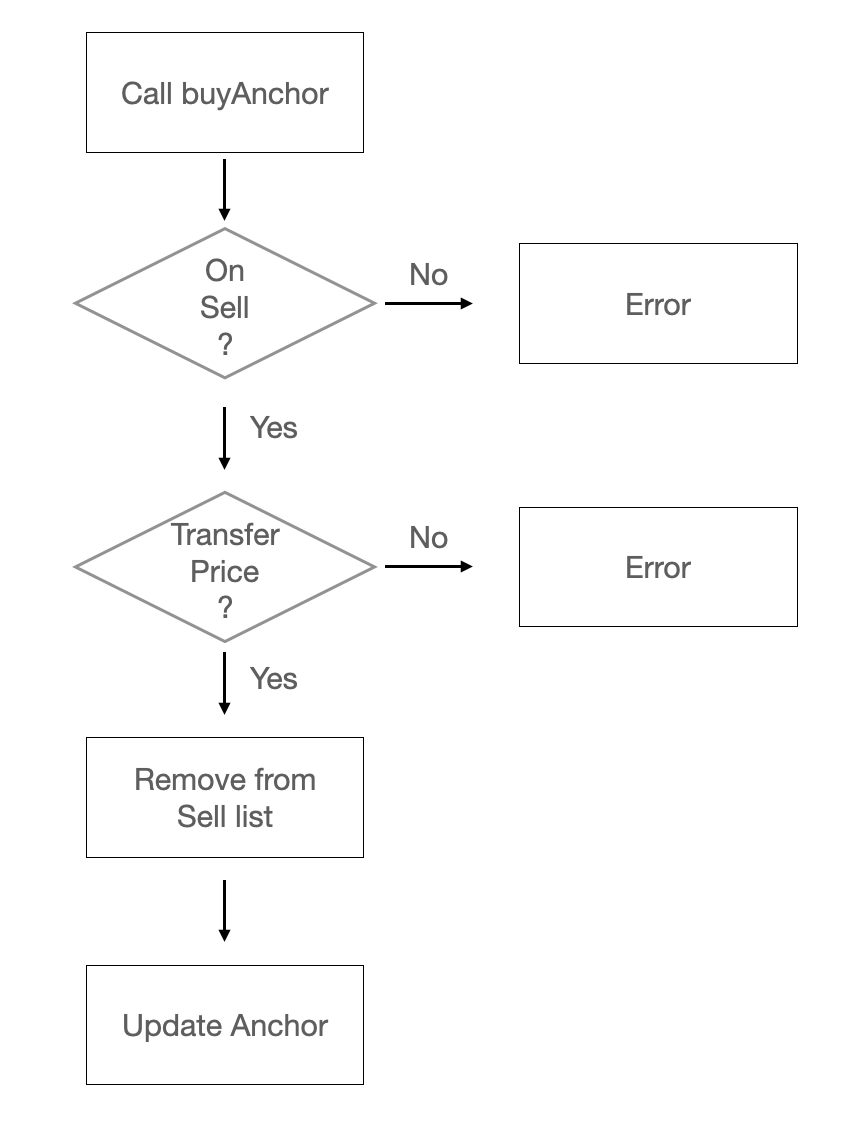 Call buyAnchor
On
Sell
?
No
Error
Yes
Transfer
Price
?
No
Error
Yes
Remove from
Sell list
Update Anchor